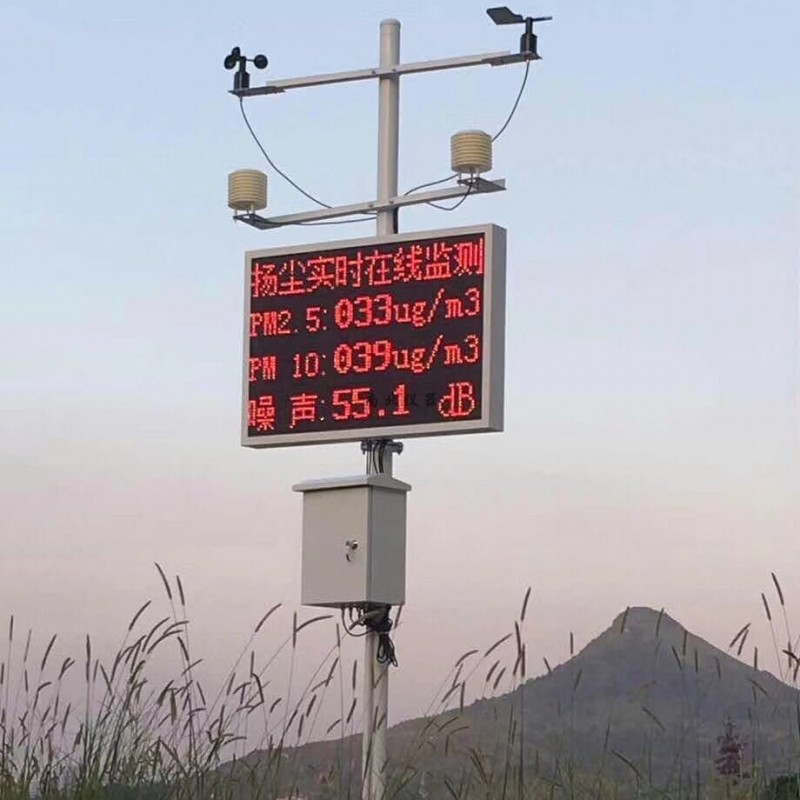 扬尘实时在线监测
PM2.5:033ug/m3
PM 10:039ug/m3
噪 声:55.1 dB